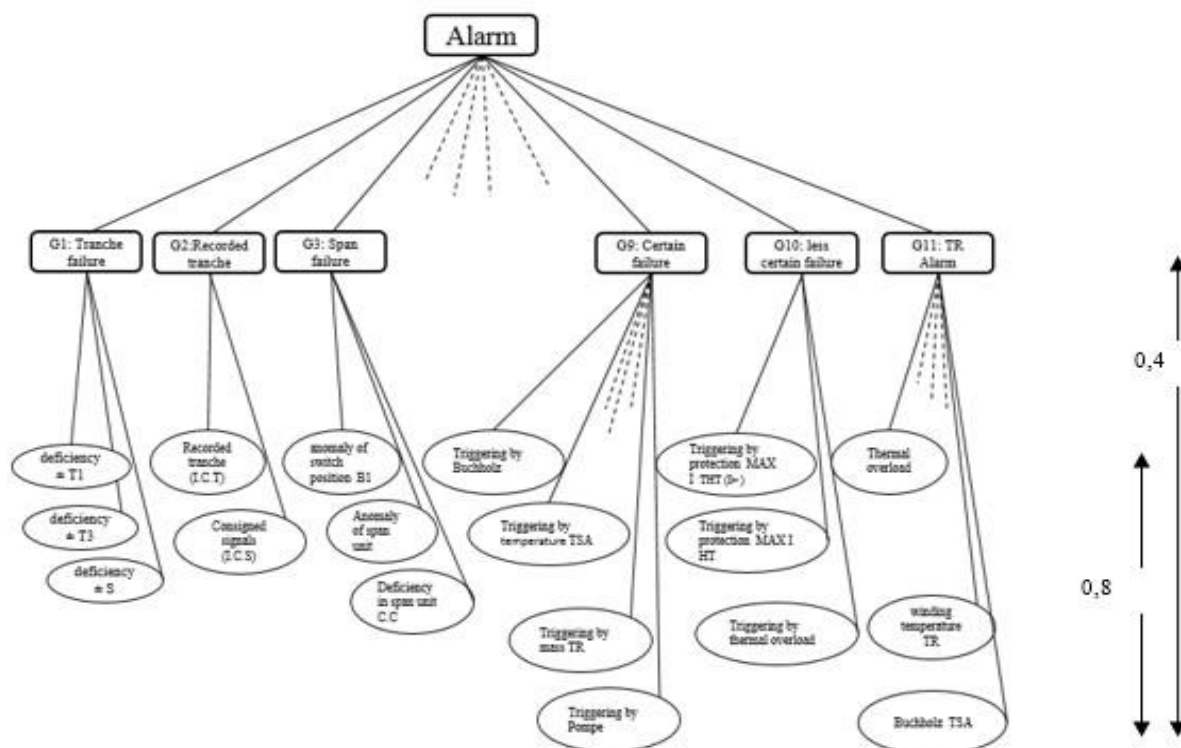 Alarm
G1: Tranche
failure
G2:Recorded
tranche
G3: Span
failure
G9: Certain
failure
G10: less
certain failure
G11: TR
Alarm
0,4
deficiency
± T1
Recorded
tranche
(I.C.T)
anomaly of
switch
position B1
Triggering by
Buchholz
Triggering by
protection MAX
I THT (I>)
Thermal
overload
deficiency
± T3
Consigned
signals
(I.C.S)
Anomaly
of span
unit
Triggering by
temperature TSA
Triggering by
protection MAX I
HT
deficiency
± S
Deficiency
in span unit
C.C
0,8
Triggering by
mass TR
Triggering by
thermal overload
winding
temperature
TR
Triggering by
Pompe
Buchholz TSA